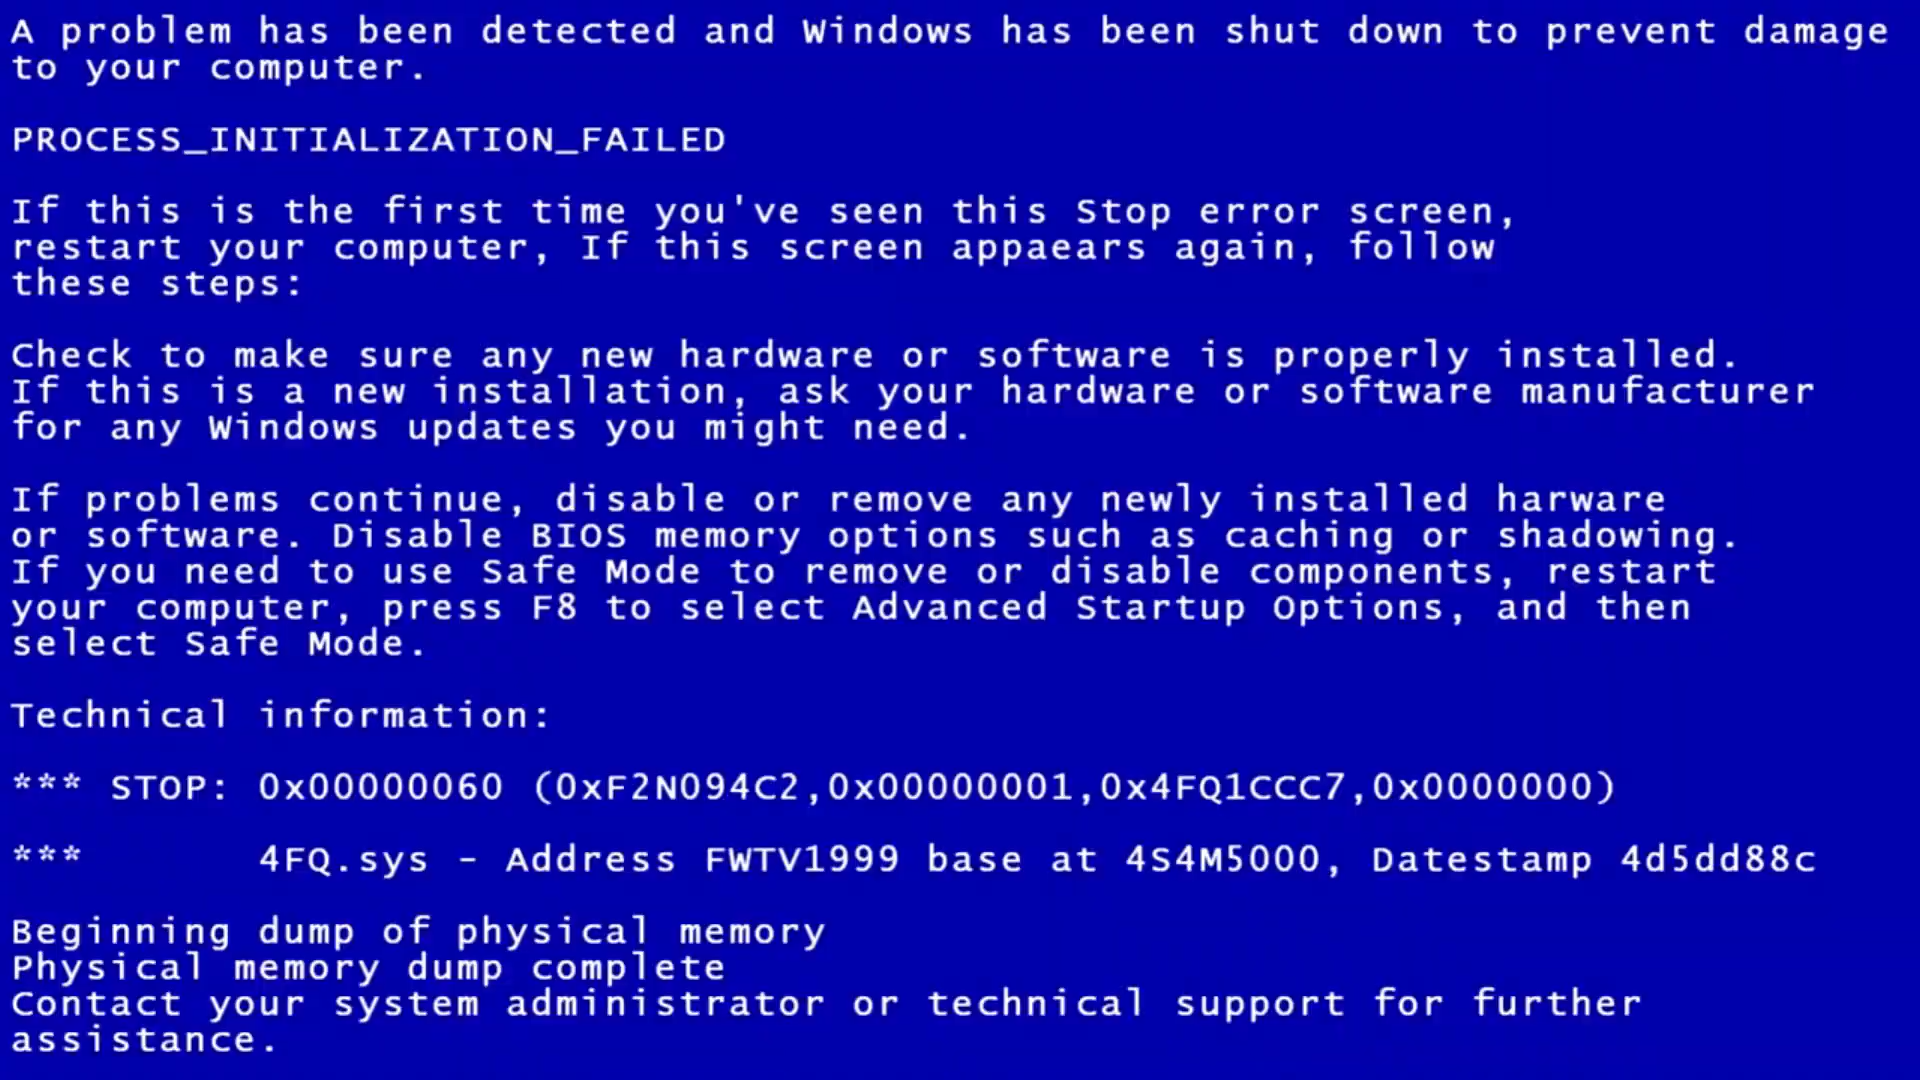 A problem has been detected and Windows has been shut down to prevent damage
to your computer.
PROCESS_INITIALIZATION_FAILED
If this is the first time you've seen this Stop error screen,
restart your computer, If this screen appaears again, follow
these steps:
Check to make sure any new hardware or software is properly installed.
If this is a new installation, ask your hardware or software manufacturer
for any Windows updates you might need.
If problems continue, disable or remove any newly installed harware
or software. Disable BIOS memory options such as caching or shadowing.
If you need to use Safe Mode to remove or disable components, restart
your computer, press F8 to select Advanced Startup Options, and then
select Safe Mode.
Technical information:
*** STOP: 0x00000060 (0xF2N094C2,0x00000001,0x4FQ1CCC7,0x0000000)
*** 4FQ.sys - Address FWTV1999 base at 4S4M5000, Datestamp 4d5dd88c
Beginning dump of physical memory
Physical memory dump complete
Contact your system administrator or technical support for further
assistance.